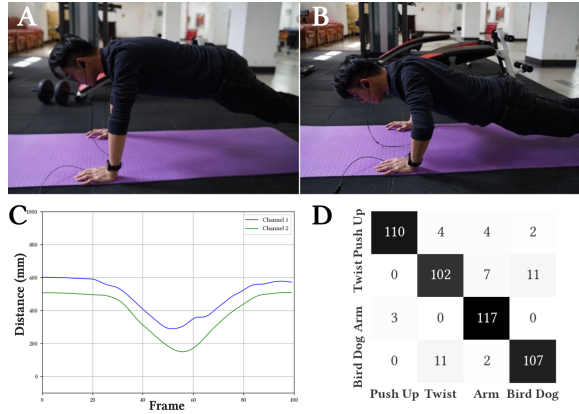 A
B
C
Distance (mm)
1000
800
600
400
200
0
0
20
40
60
80
100
Frame
Channel 1
Channel 2
D
Push Up
Twist
Arm
Bird Dog
110 4 4 2
0 102 7 11
3 0 117 0
0 11 2 107
Push Up Twist Arm Bird Dog